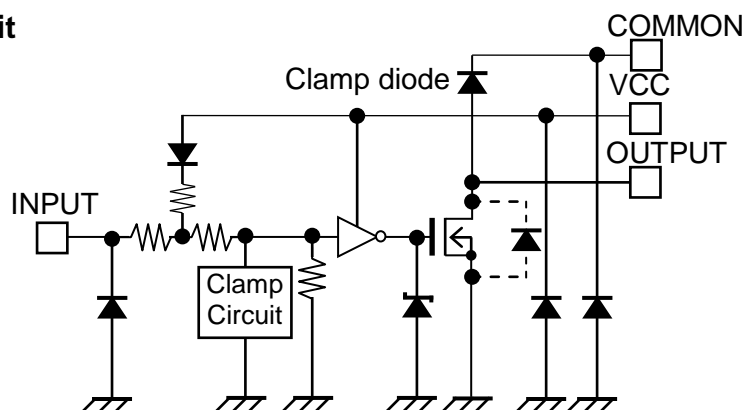 it
COMMON
Clamp diode
VCC
OUTPUT
INPUT
Clamp
Circuit